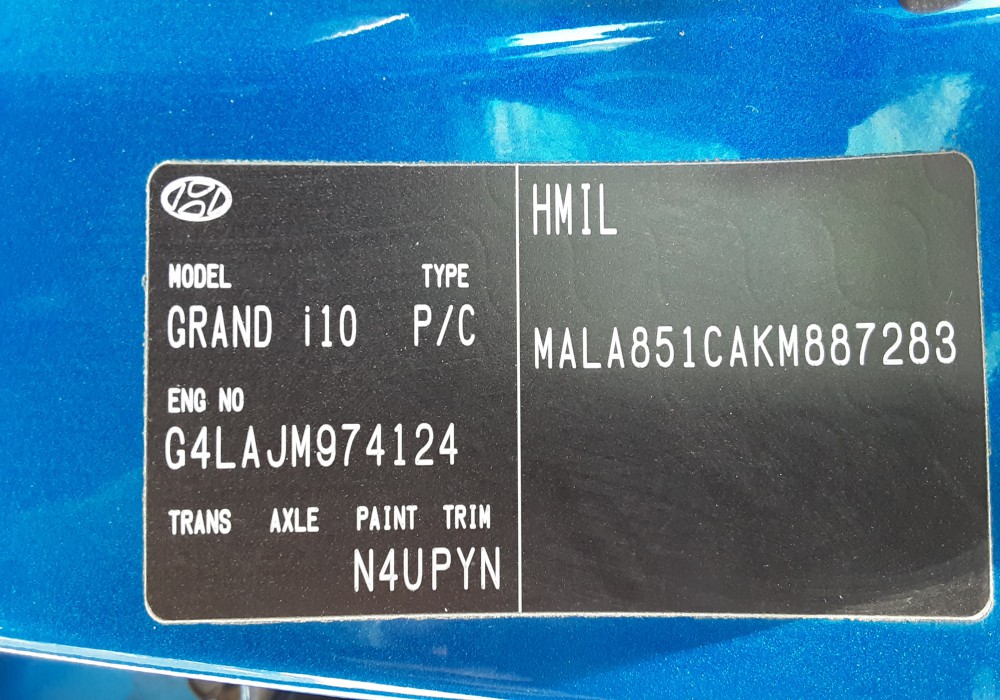 MODEL TYPE
GRAND i10 P/C
ENG NO
G4LAJM974124
TRANS AXLE PAINT TRIM
N4UPYN
HMIL
MALA851CAKM887283